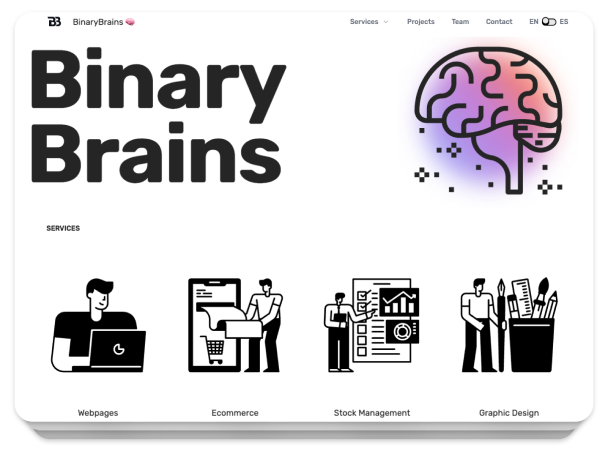 BB
BinaryBrains 🧠
Services
Projects
Team
Contact
EN
ES
Binary
Brains
SERVICES
Webpages
Ecommerce
Stock Management
Graphic Design